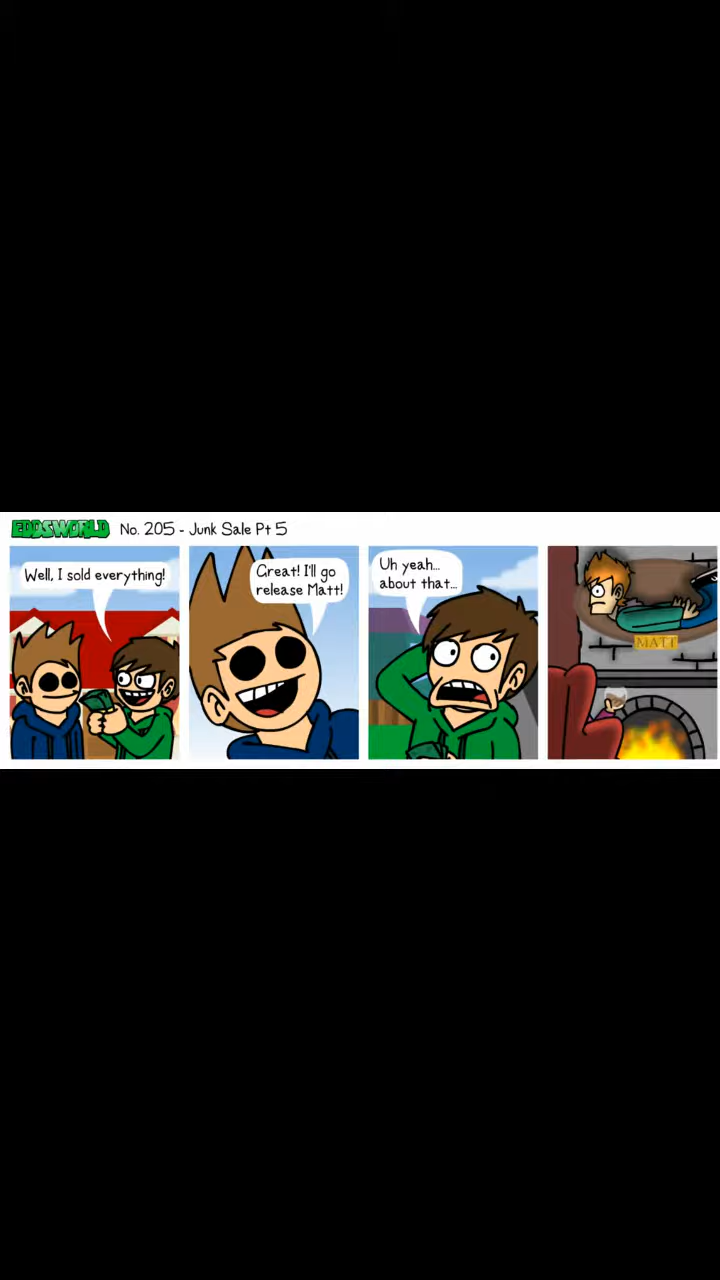 EDDSWORLD No. 205 - Junk Sale Pt 5
Well, I sold everything!
Great! I'll go
release Matt!
Uh yeah...
about that...
MATT